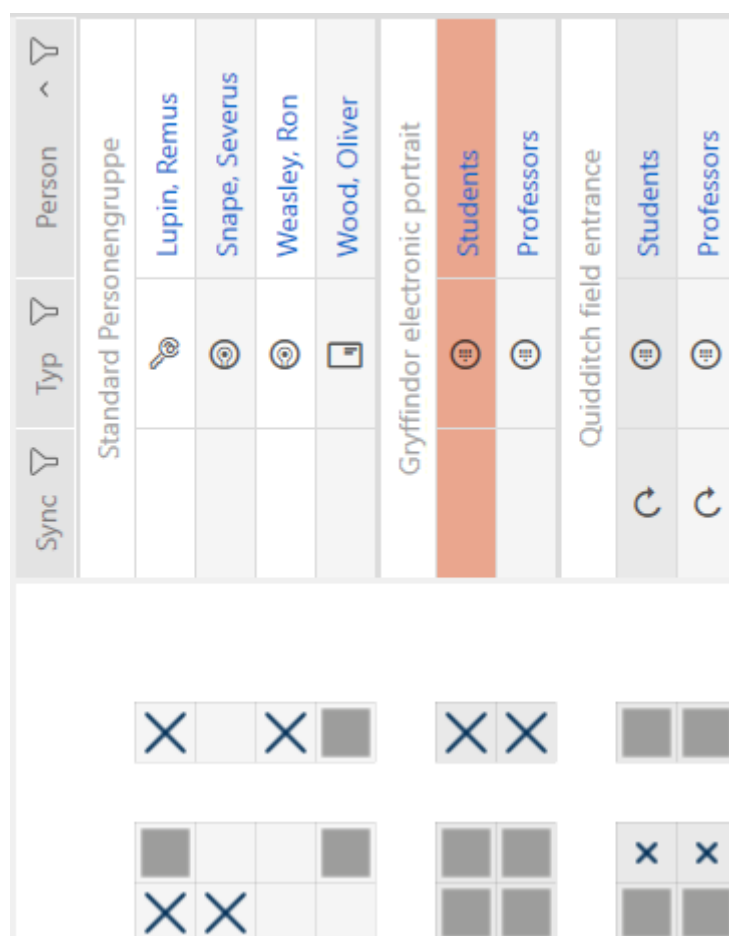 Sync Typ Person
Standard Personengruppe
Lupin, Remus
Snape, Severus
Weasley, Ron
Wood, Oliver
Gryffindor electronic portrait
Students
Professors
Quidditch field entrance
Students
Professors